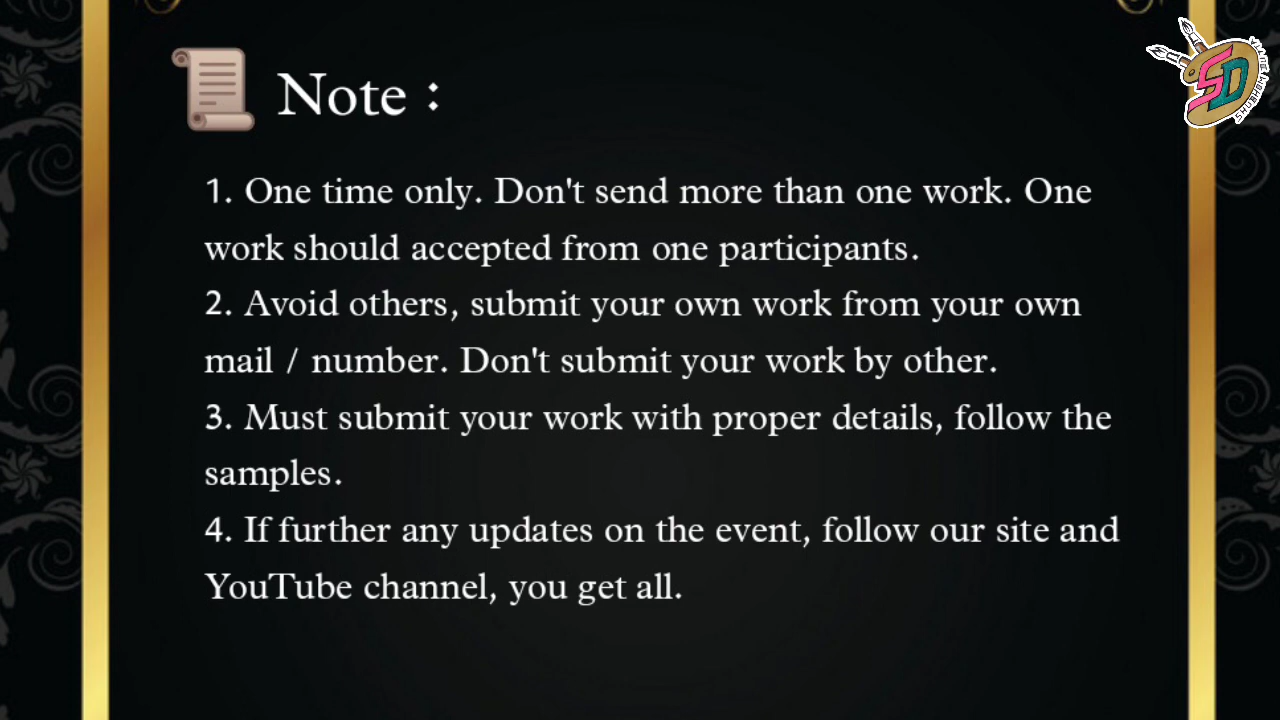 Note :
1. One time only. Don't send more than one work. One
work should accepted from one participants.
2. Avoid others, submit your own work from your own
mail / number. Don't submit your work by other.
3. Must submit your work with proper details, follow the
samples.
4. If further any updates on the event, follow our site and
YouTube channel, you get all.
SD